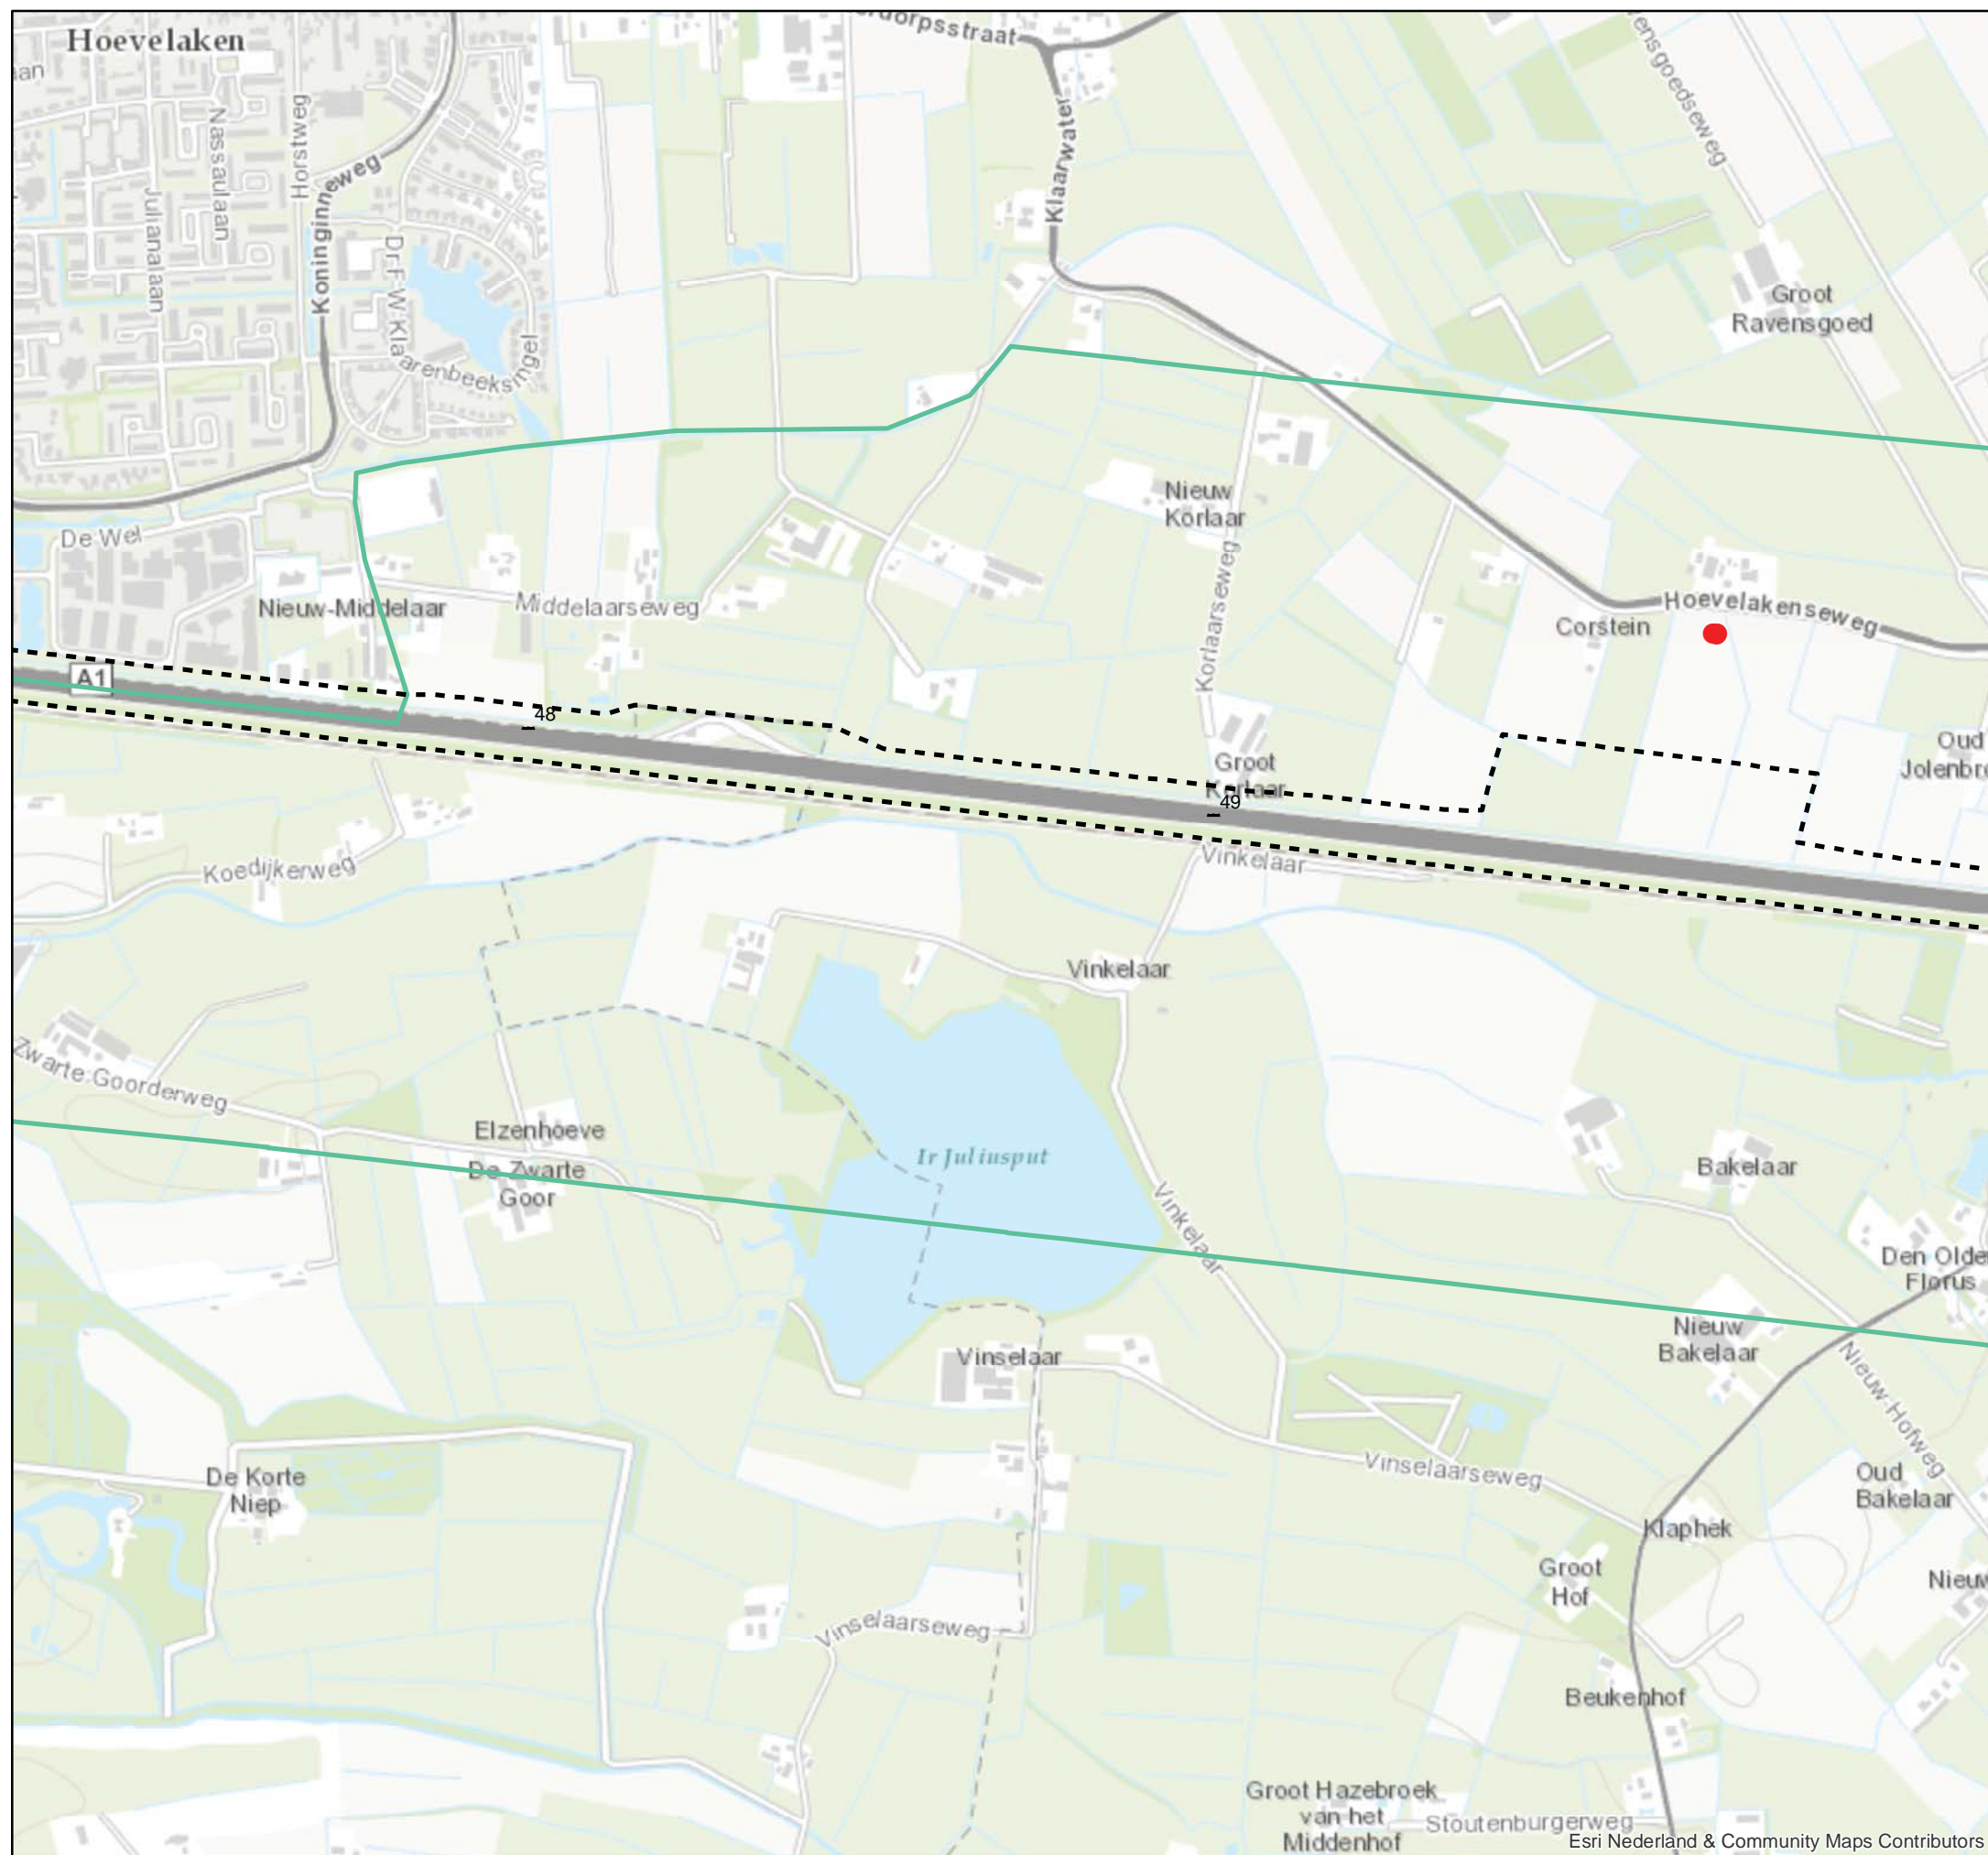 Hoevelaken
Klaarwater
Nassaulaan
Horstweg
Julianalaan
Koninginneweg
Dr F W Klaarenbeeksingel
Groot
Ravensgoed
Nieuw
Korlaar
De Wel
Nieuw-Middelaar
Middelaarseweg
Korlaarseweg
Hoevelakenseweg
Corstein
A1
48
Groot
Korlaar
49
Oud
Vinkelaar
Koedijkerweg
Vinkelaar
Zwarte Goorderweg
Elzenhoeve
De Zwarte
Goor
Ir Juliusput
Vinkelaar
Bakelaar
Den Olde
Florus
Nieuw
Bakelaar
Vinselaar
Nieuw-Hofweg
Vinselaarseweg
De Korte
Niep
Oud
Bakelaar
Klaphek
Groot
Hof
Vinselaarseweg
Beukenhof
Groot Hazebroek
van het
Middenhof
Stoutenburgerweg
Esri Nederland & Community Maps Contributors